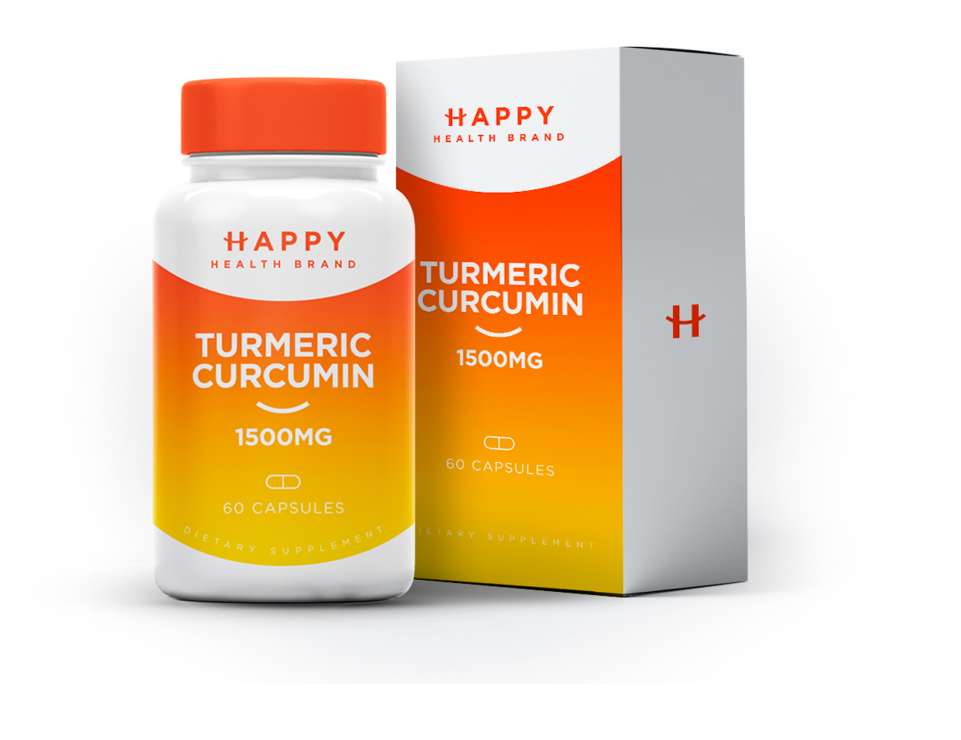 HAPPY
HEALTH BRAND
TURMERIC
CURCUMIN
1500MG
60 CAPSULES
DIETARY SUPPLEMENT
HAPPY
HEALTH BRAND
TURMERIC
CURCUMIN
1500MG
60 CAPSULES
DIETARY SUPPLEMENT
H